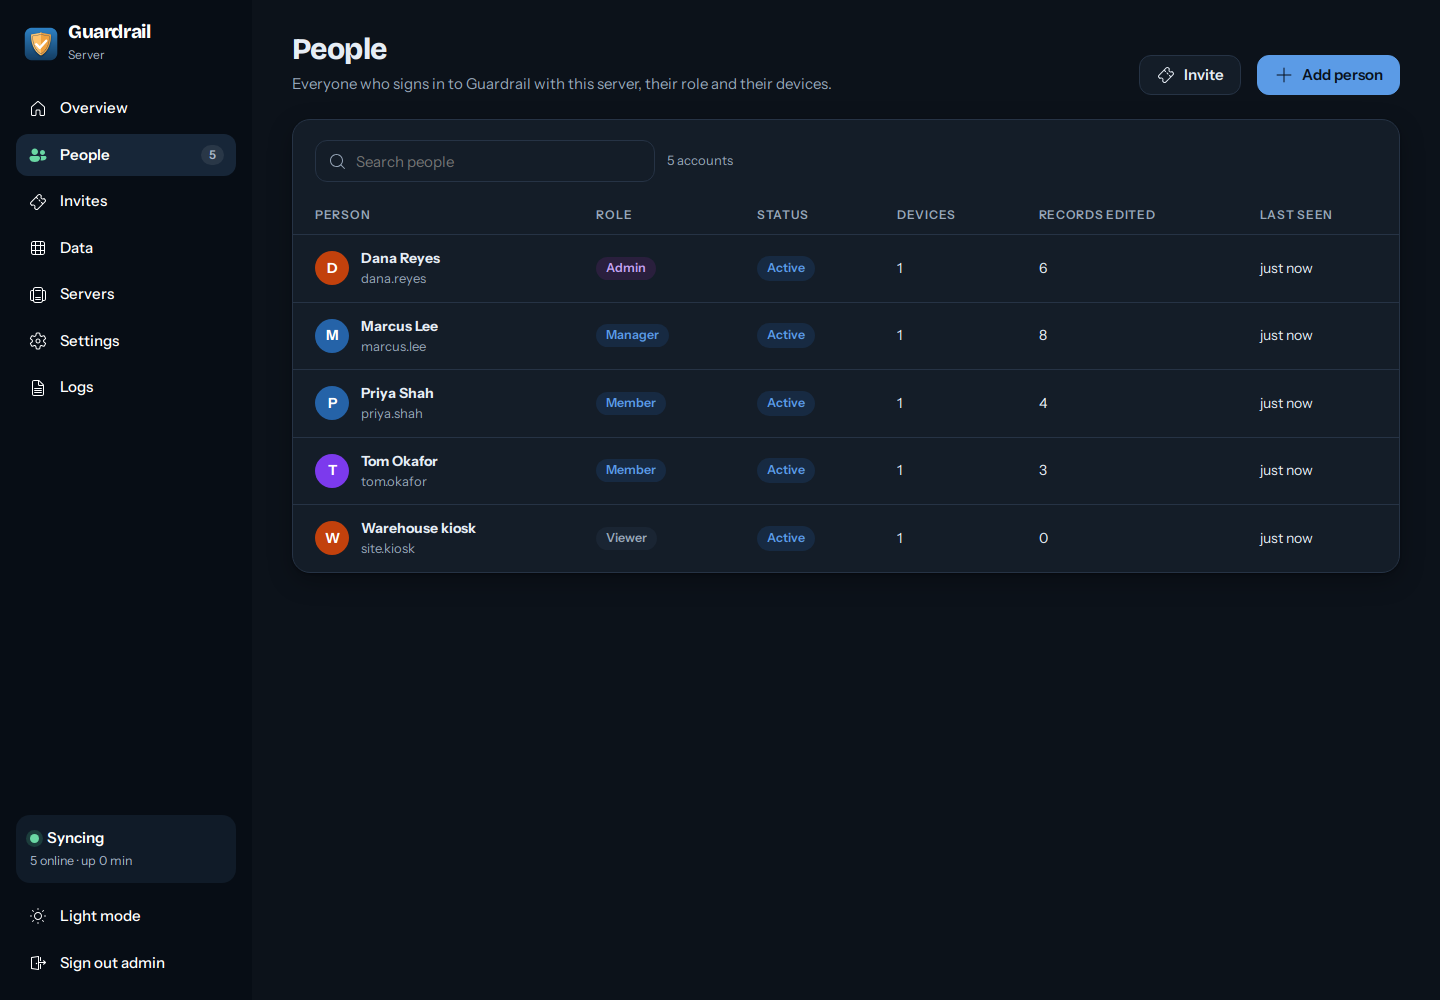 Guardrail
Server
Overview
People 5
Invites
Data
Servers
Settings
Logs
Syncing
5 online · up 0 min
Light mode
Sign out admin
People
Everyone who signs in to Guardrail with this server, their role and their devices.
Invite
Add person
Search people
5 accounts
PERSON ROLE STATUS DEVICES RECORDS EDITED LAST SEEN
D Dana Reyes Admin Active 1 6 just now
dana.reyes
M Marcus Lee Manager Active 1 8 just now
marcus.lee
P Priya Shah Member Active 1 4 just now
priya.shah
T Tom Okafor Member Active 1 3 just now
tom.okafor
W Warehouse kiosk Viewer Active 1 0 just now
site.kiosk